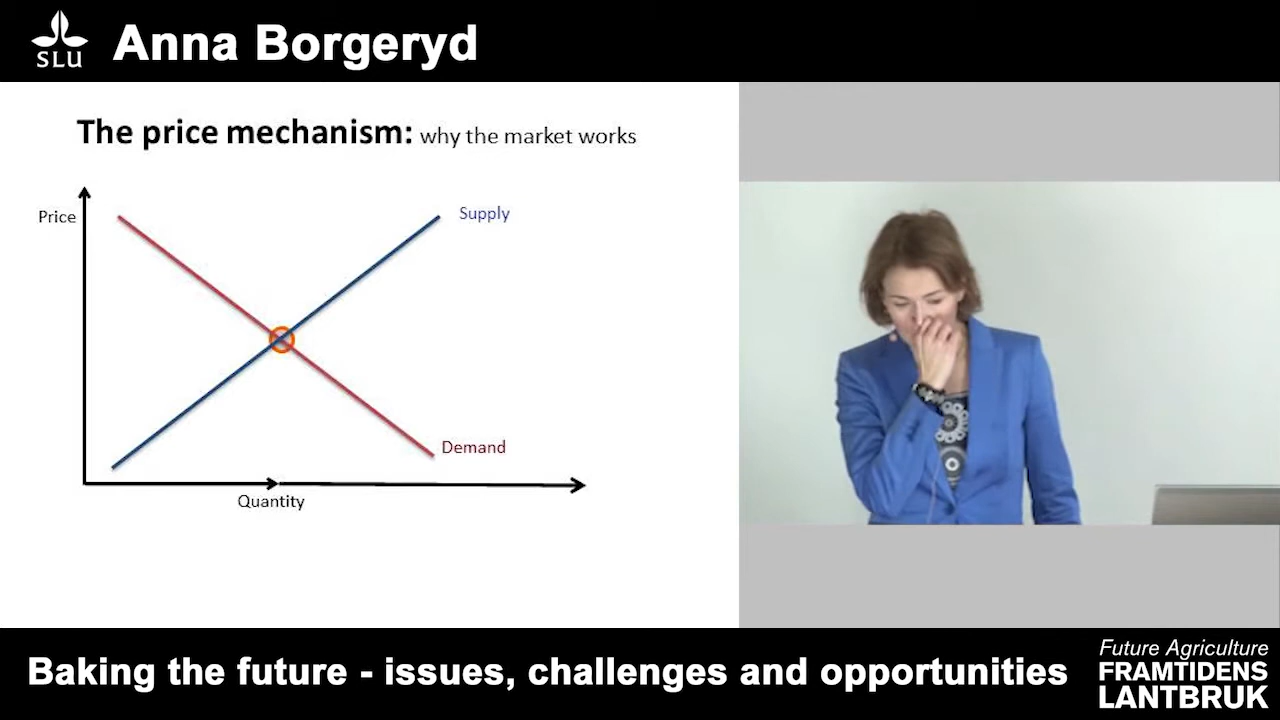 SLU
Anna Borgeryd
The price mechanism: why the market works
Price
Supply
Demand
Quantity
Baking the future - issues, challenges and opportunities
Future Agriculture
FRAMTIDENS
LANTBRUK